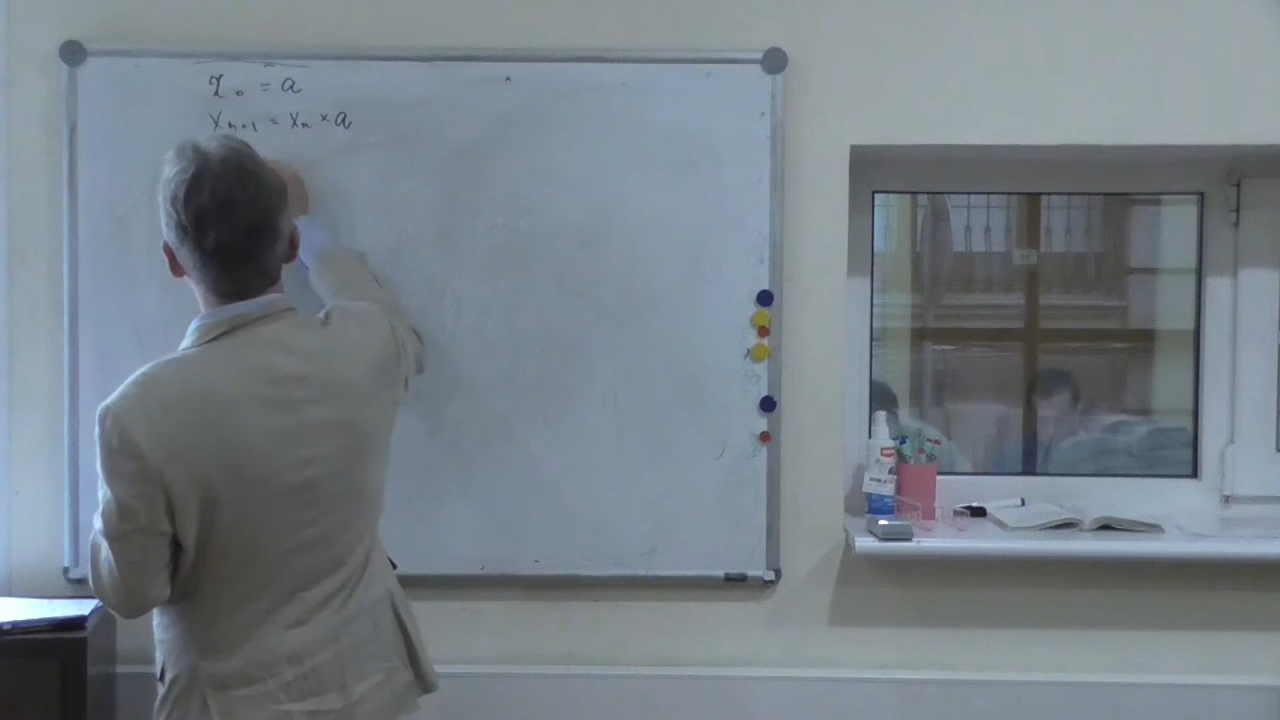 x₀ = a
xₙ₊₁ = xₙ × a